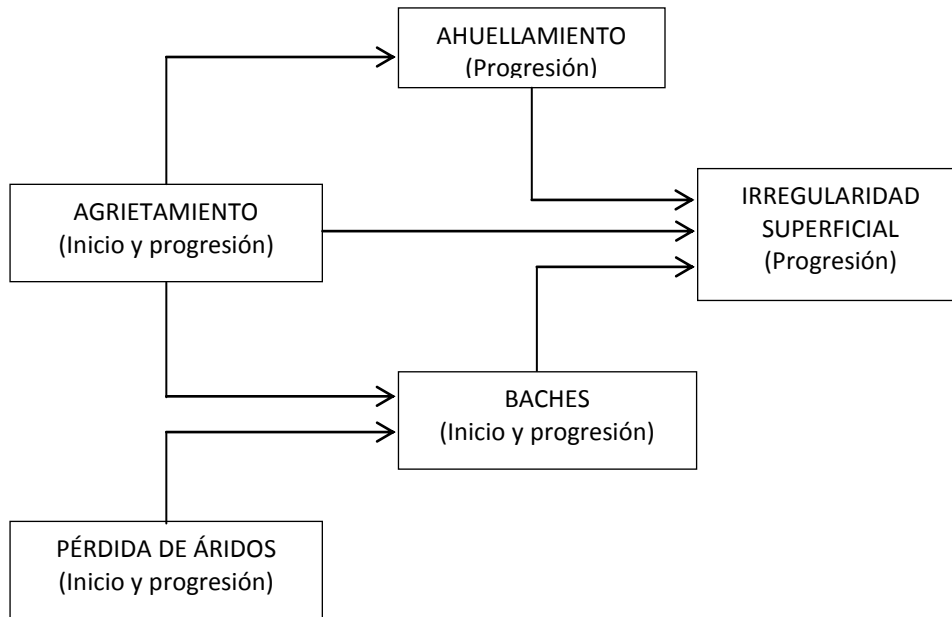 AHUELLAMIENTO
(Progresión)
AGRIETAMIENTO
(Inicio y progresión)
IRREGULARIDAD
SUPERFICIAL
(Progresión)
BACHES
(Inicio y progresión)
PÉRDIDA DE ÁRIDOS
(Inicio y progresión)